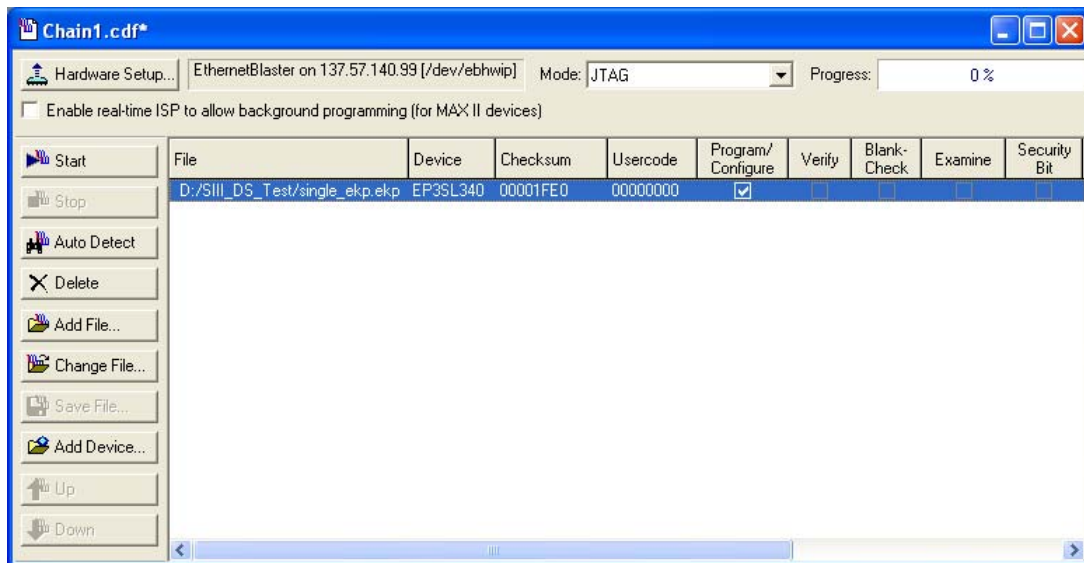 Chain1.cdf*
Hardware Setup... EthernetBlaster on 137.57.140.99 [/dev/ebhwip] Mode: JTAG Progress: 0 %
Enable real-time ISP to allow background programming (for MAX II devices)
Start
Stop
Auto Detect
Delete
Add File...
Change File...
Save File...
Add Device...
Up
Down
File Device Checksum Usercode Program/ Configure Verify Blank- Check Examine Security Bit
D:/SIII_DS_Test/single_ekp.ekp EP3SL340 00001FE0 00000000